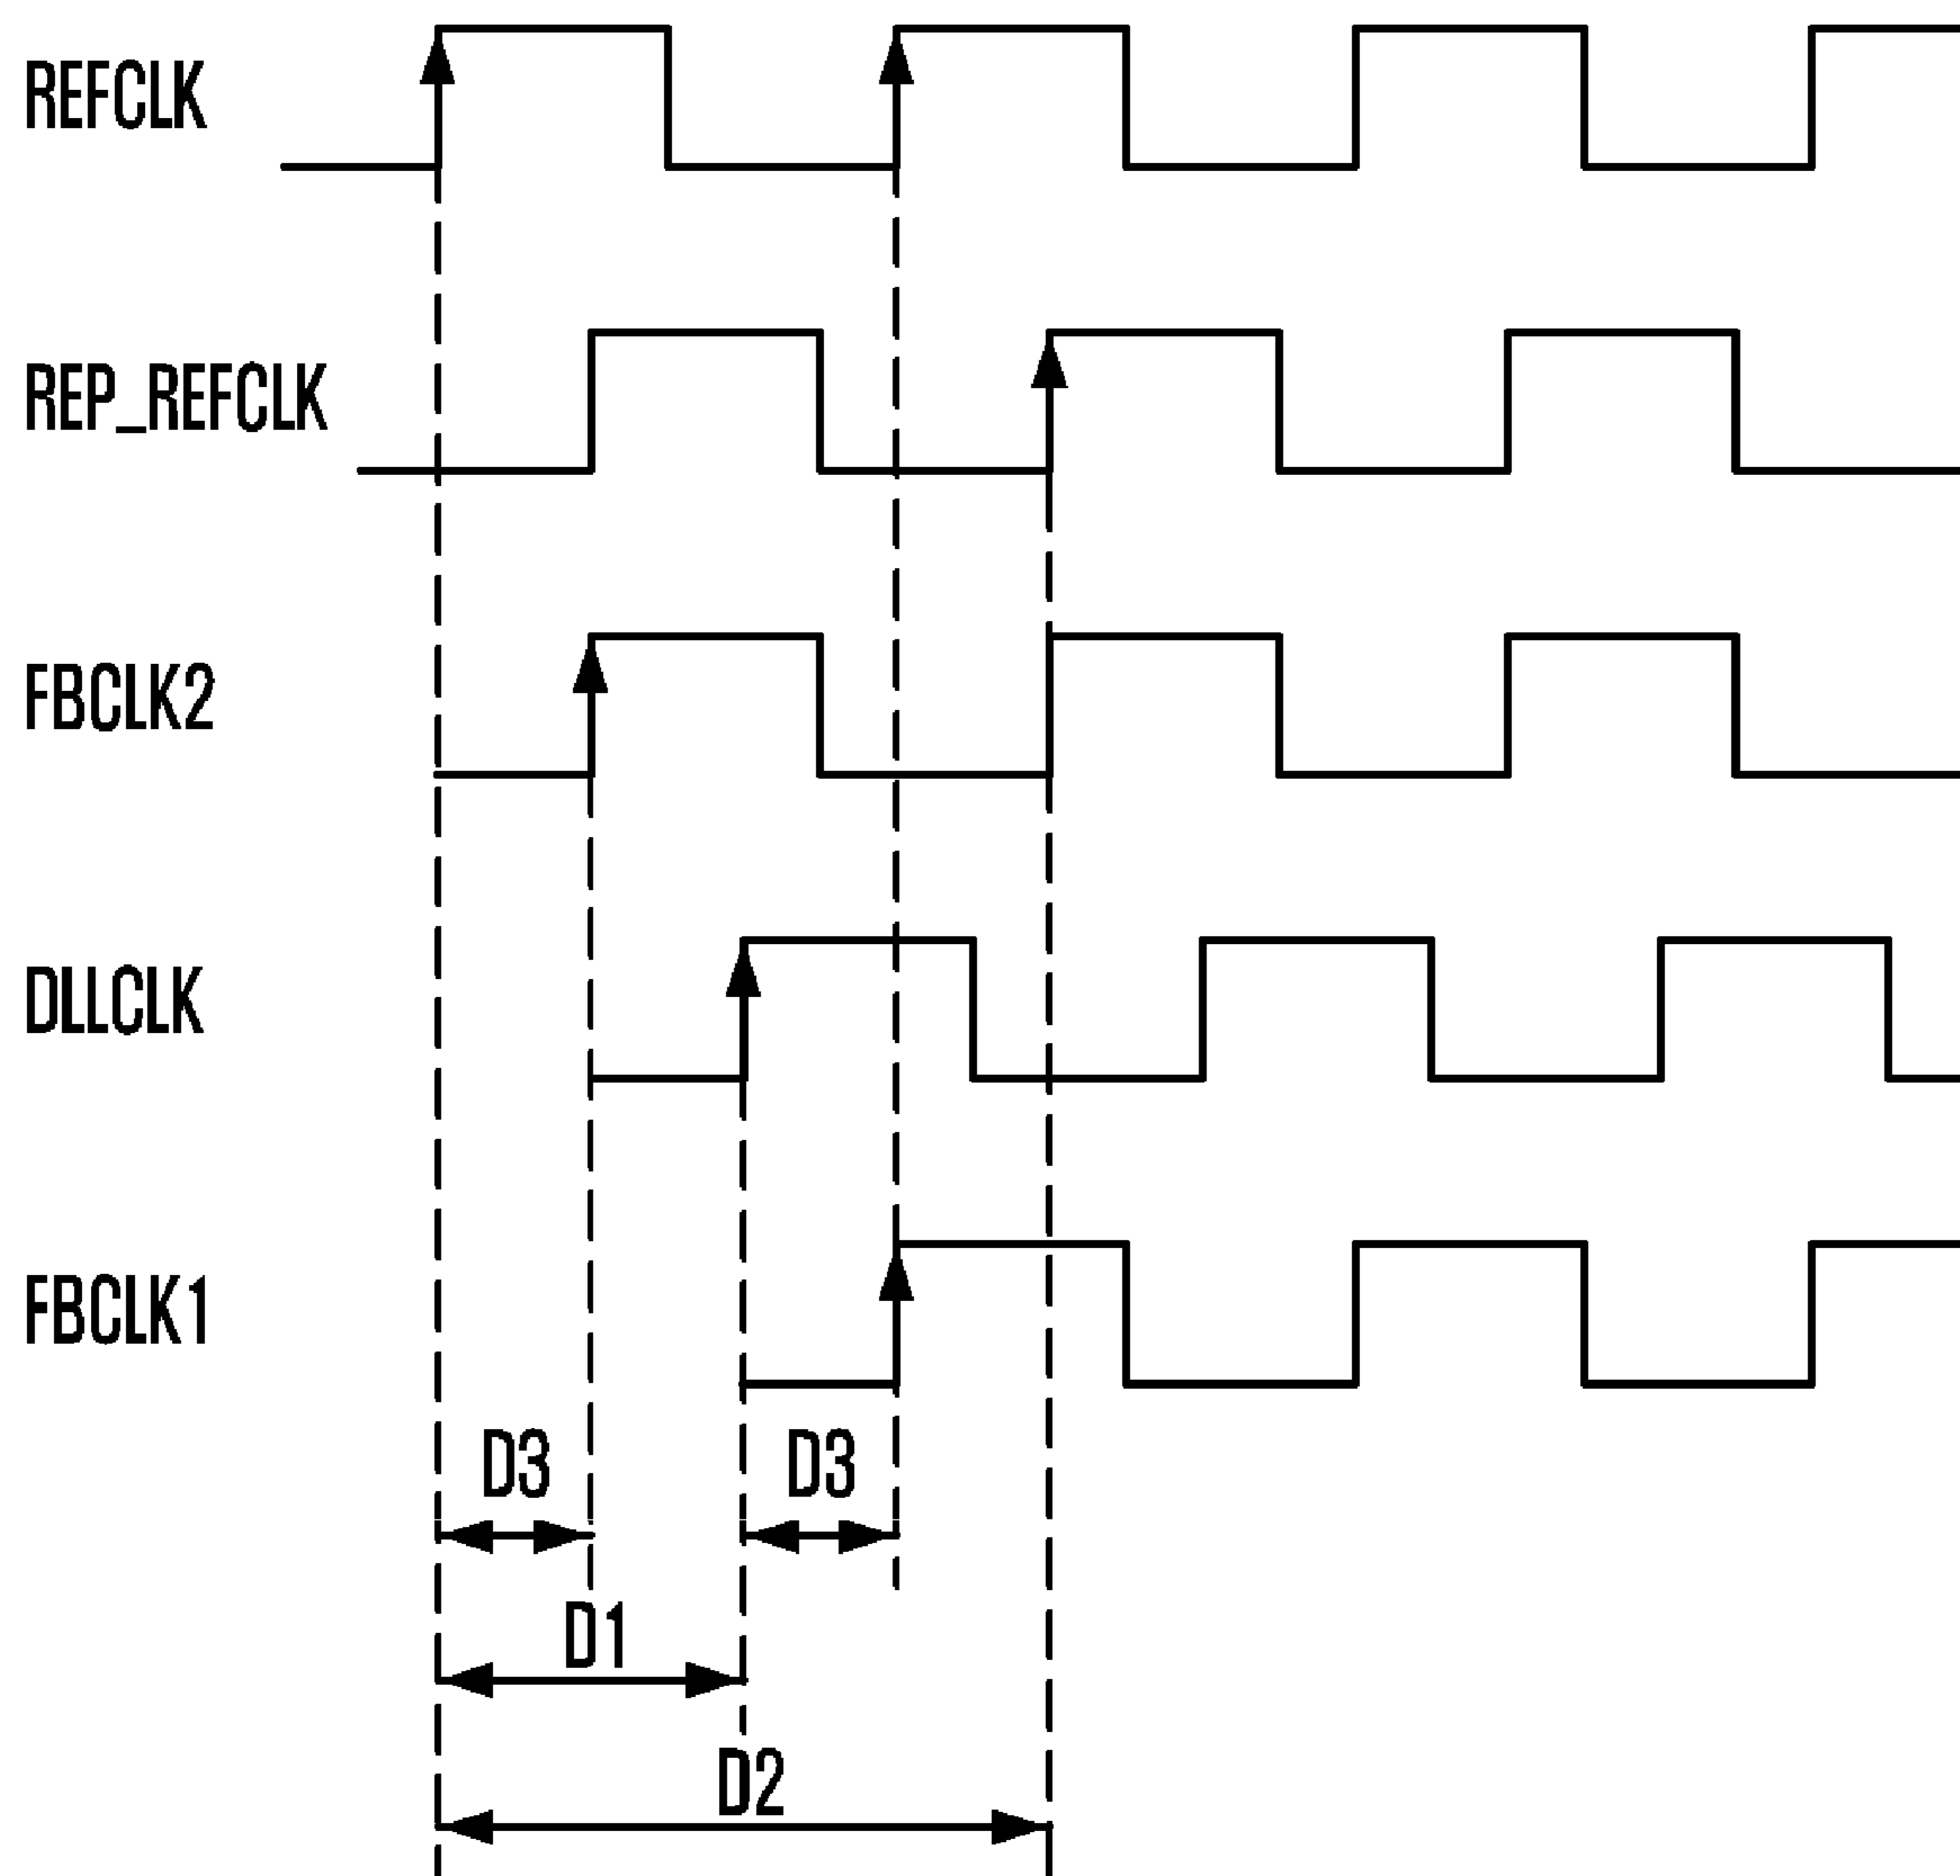 REFCLK
REP_REFCLK
FBCLK2
DLLCLK
FBCLK1
D3 D3
D1
D2